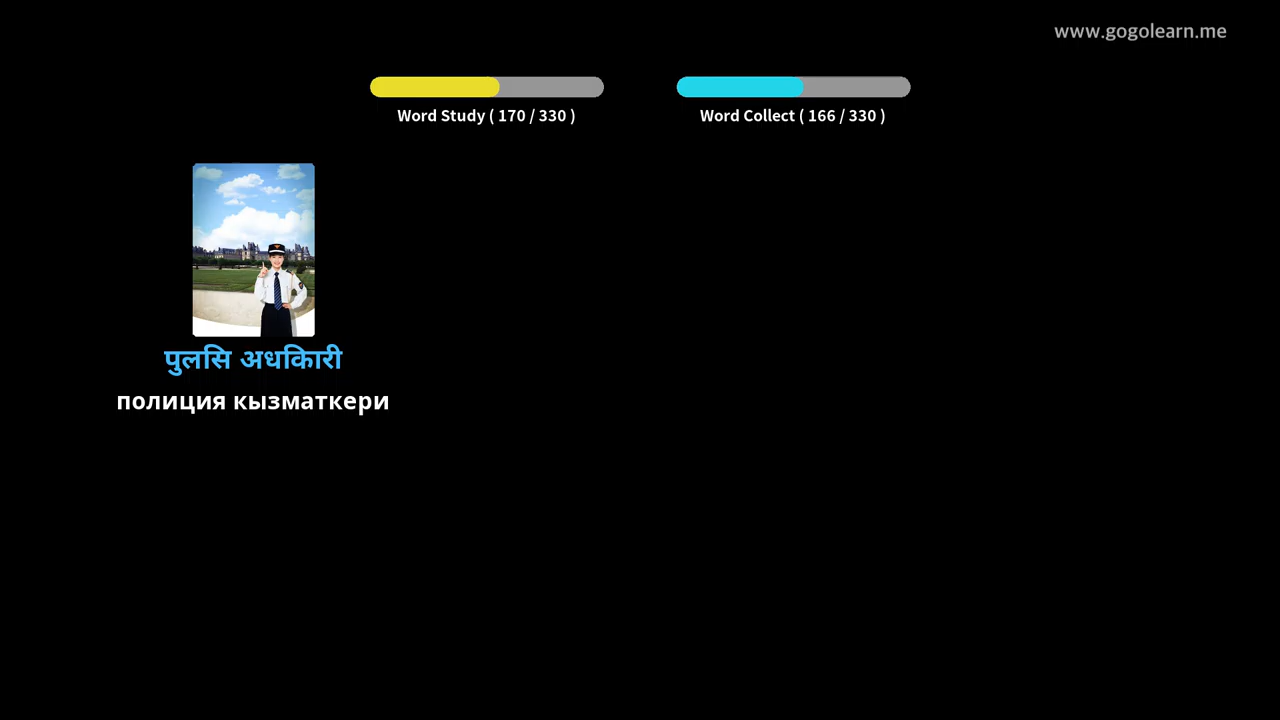 www.gogolearn.me
Word Study ( 170 / 330 )
Word Collect ( 166 / 330 )
पुलसि अधकिारी
полиция кызматкери